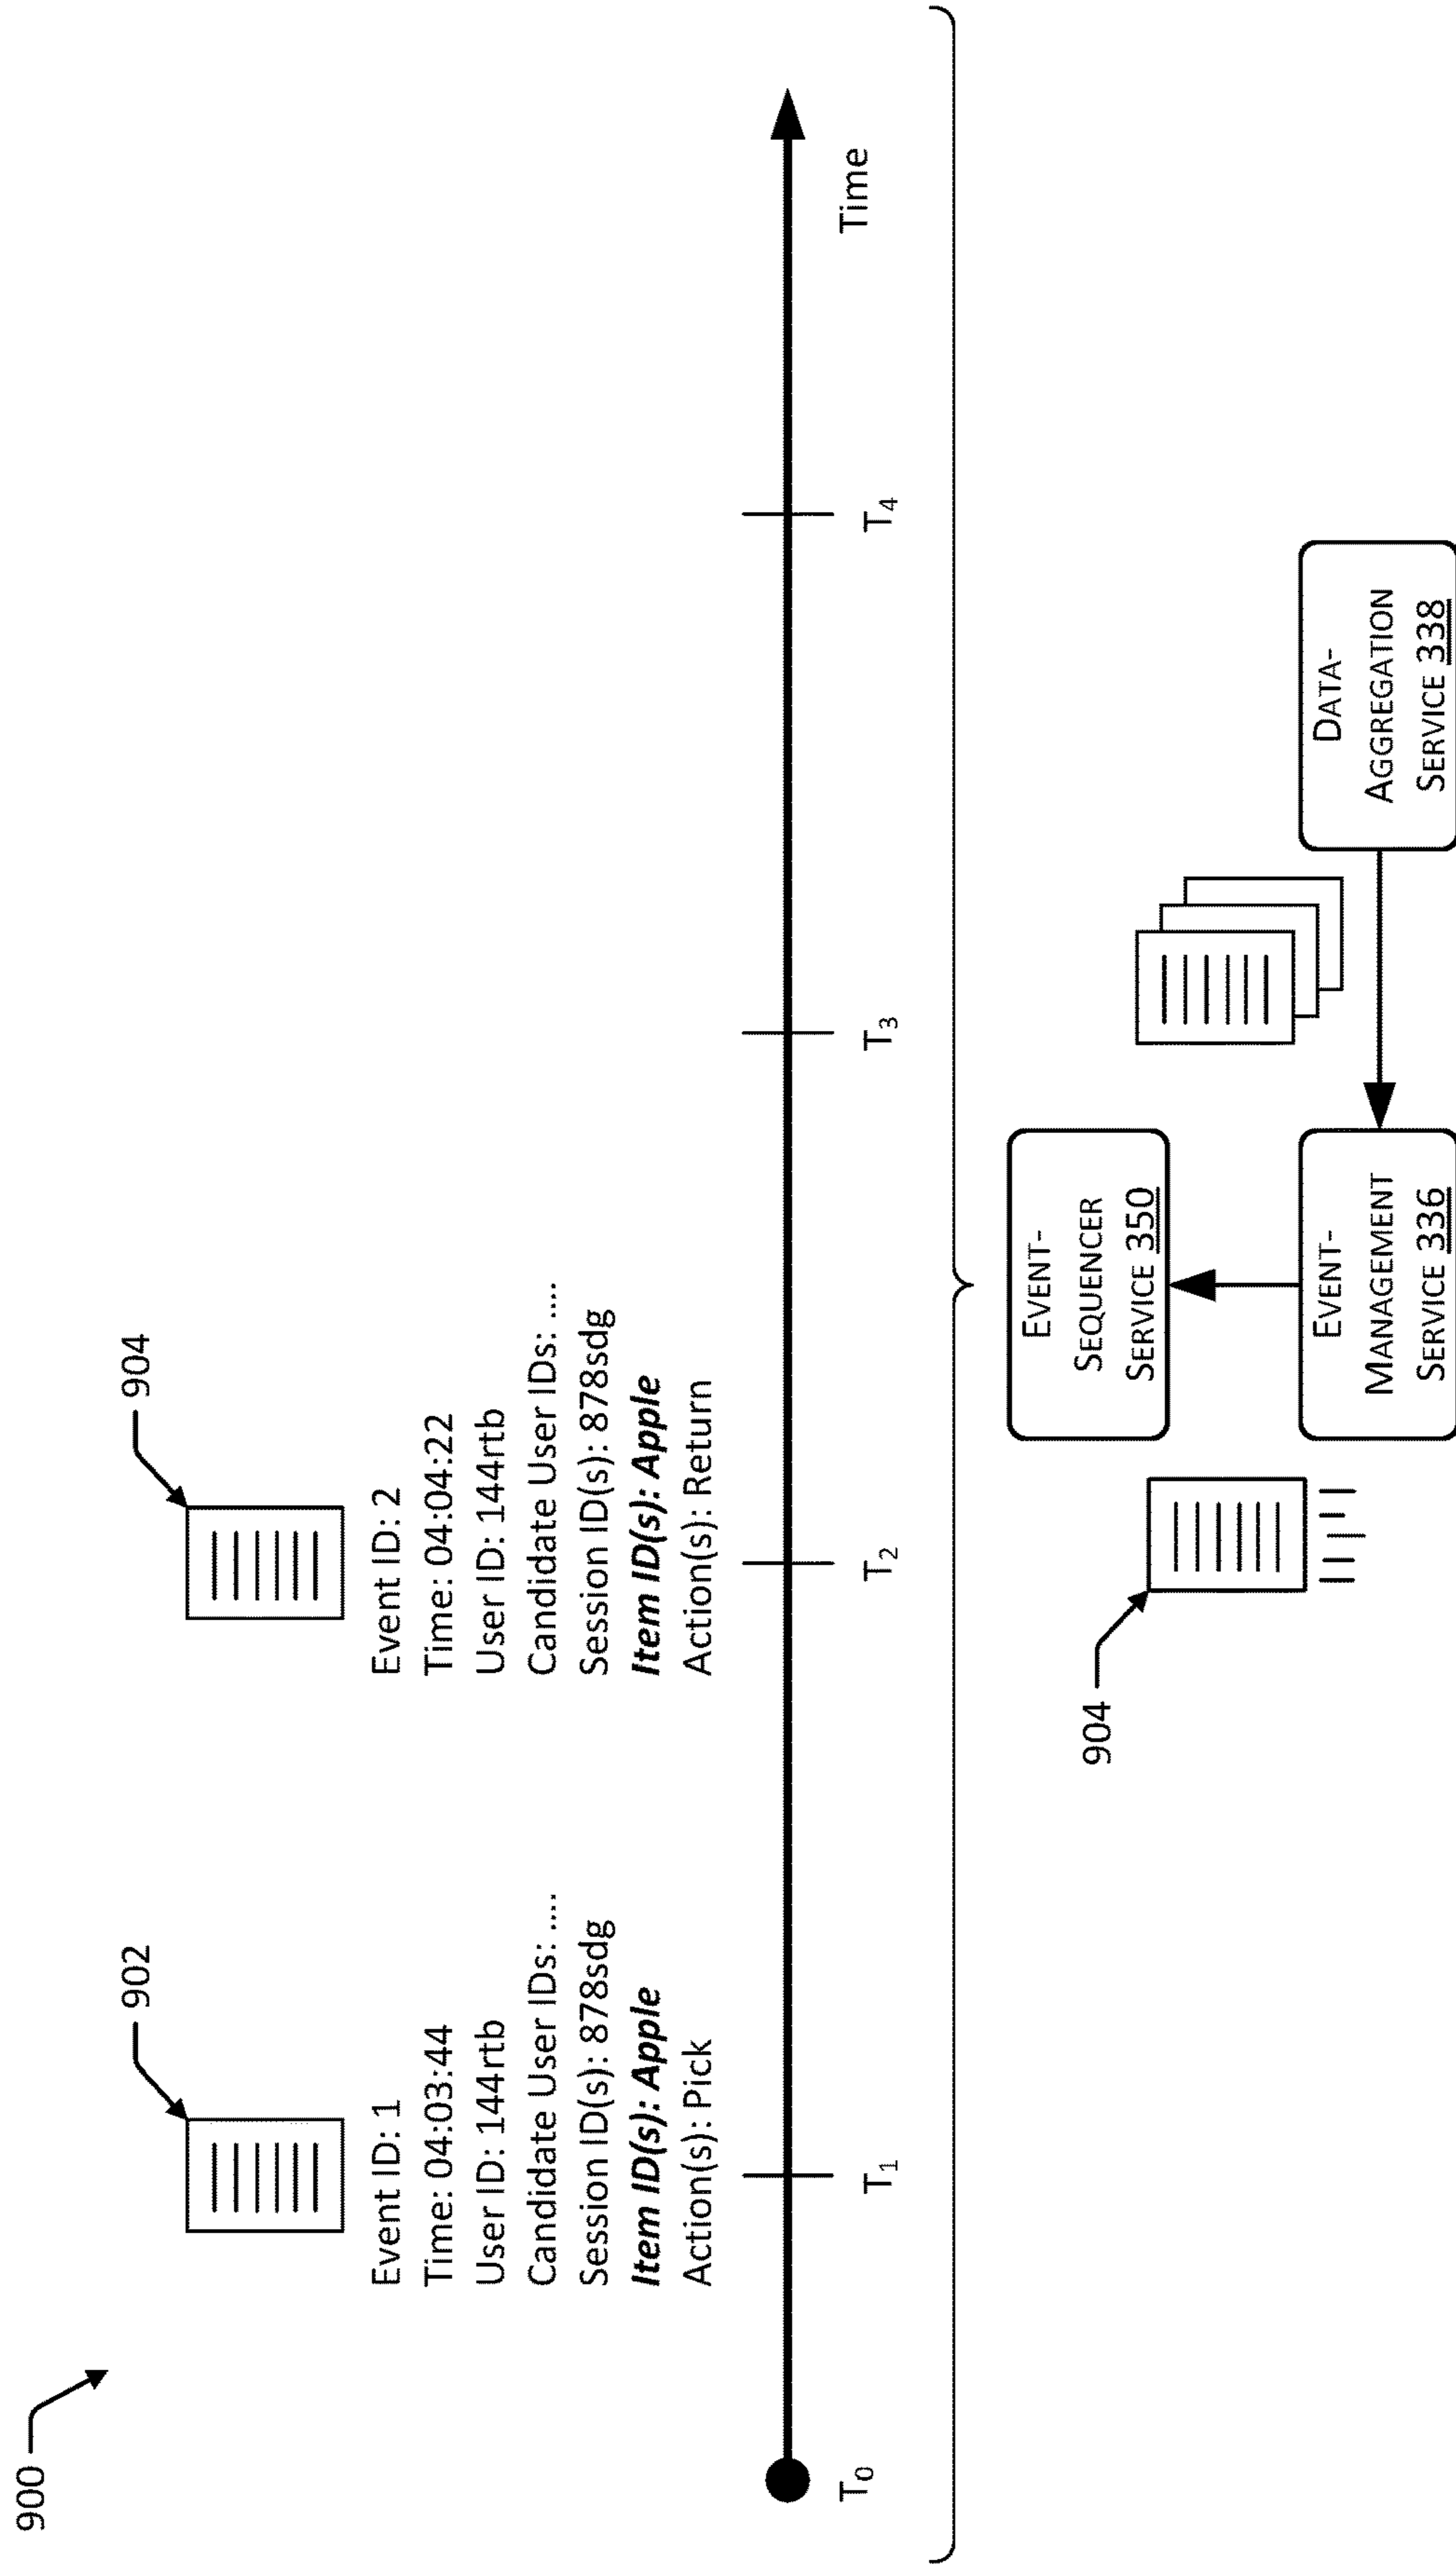 900
902
Event ID: 1
Time: 04:03:44
User ID: 144rtb
Candidate User IDs: ....
Session ID(s): 878sdg
Item ID(s): Apple
Action(s): Pick
904
Event ID: 2
Time: 04:04:22
User ID: 144rtb
Candidate User IDs: ....
Session ID(s): 878sdg
Item ID(s): Apple
Action(s): Return
T0
T1
T2
T3
T4
Time
904
EVENT-
SEQUENCER
SERVICE 350
EVENT-
MANAGEMENT
SERVICE 336
DATA-
AGGREGATION
SERVICE 338